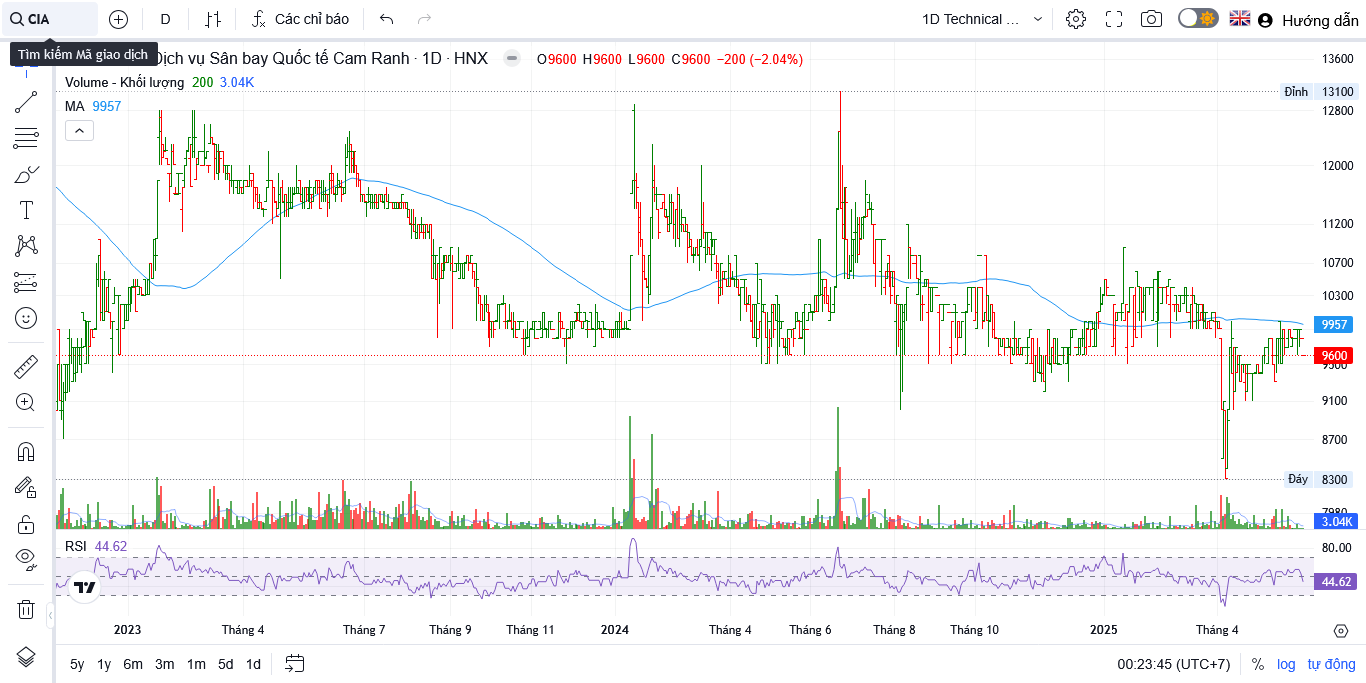 CIA
D
Các chỉ báo
1D Technical ...
Hướng dẫn
Tìm kiếm Mã giao dịch
Dịch vụ Sân bay Quốc tế Cam Ranh · 1D · HNX
O9600 H9600 L9600 C9600 −200 (−2.04%)
Volume - Khối lượng 200 3.04K
MA 9957
13600
Đỉnh 13100
12800
12000
11200
10700
10300
9957
9600
9500
9100
8700
Đáy 8300
7980
3.04K
RSI 44.62
80.00
44.62
2023 Tháng 4 Tháng 7 Tháng 9 Tháng 11 2024 Tháng 4 Tháng 6 Tháng 8 Tháng 10 2025 Tháng 4
5y 1y 6m 3m 1m 5d 1d
00:23:45 (UTC+7) % log tự động